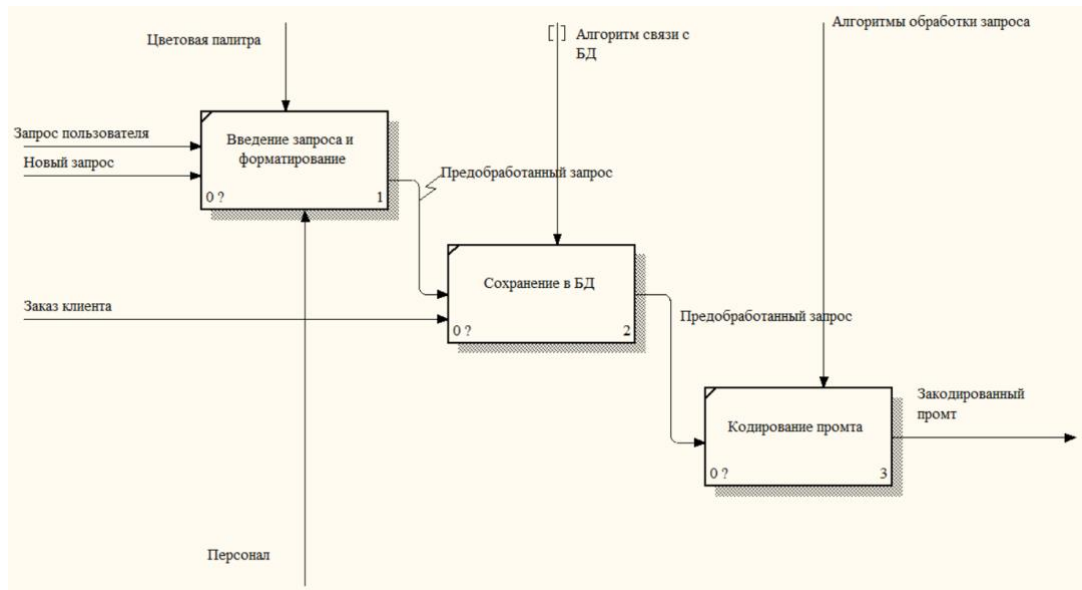 Алгоритмы обработки запроса
Цветовая палитра
[ ] Алгоритм связи с
БД
Запрос пользователя
Новый запрос
Введение запроса и
форматирование
0 ?
1
Предобработанный запрос
Заказ клиента
Сохранение в БД
0 ?
2
Предобработанный запрос
Кодирование промта
0 ?
3
Закодированный
промт
Персонал